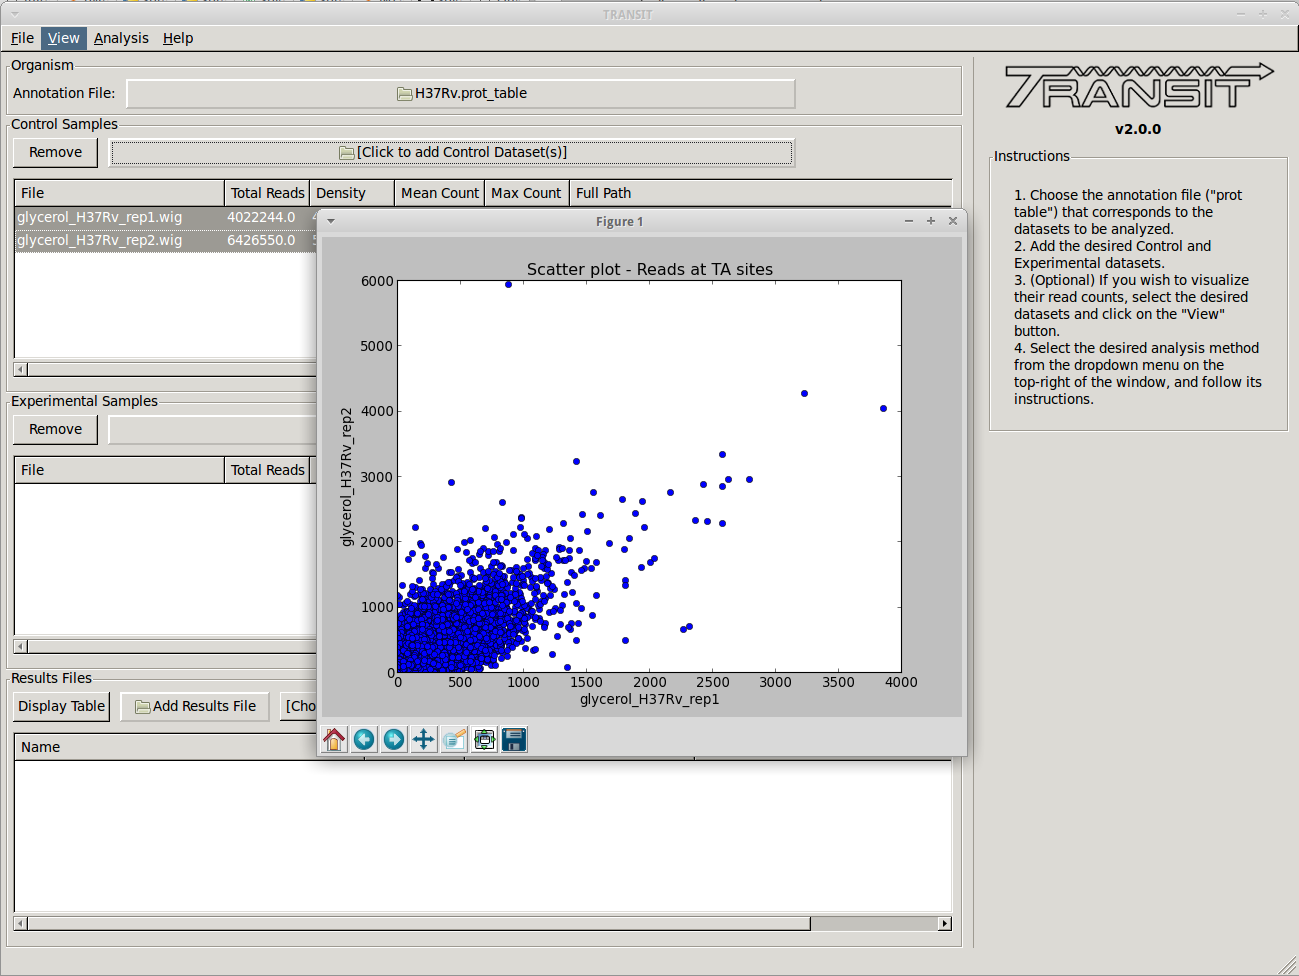 TRANSIT
File View Analysis Help
Organism
Annotation File: H37Rv.prot_table
Control Samples
Remove [Click to add Control Dataset(s)]
File Total Reads Density Mean Count Max Count Full Path
glycerol_H37Rv_rep1.wig 4022244.0
glycerol_H37Rv_rep2.wig 6426550.0
Experimental Samples
Remove
File Total Reads
Results Files
Display Table Add Results File [Cho
Name
Figure 1
Scatter plot - Reads at TA sites
6000
5000
4000
3000
2000
1000
0
glycerol_H37Rv_rep2
0 500 1000 1500 2000 2500 3000 3500 4000
glycerol_H37Rv_rep1
TRANSIT
v2.0.0
Instructions
1. Choose the annotation file ("prot
table") that corresponds to the
datasets to be analyzed.
2. Add the desired Control and
Experimental datasets.
3. (Optional) If you wish to visualize
their read counts, select the desired
datasets and click on the "View"
button.
4. Select the desired analysis method
from the dropdown menu on the
top-right of the window, and follow its
instructions.